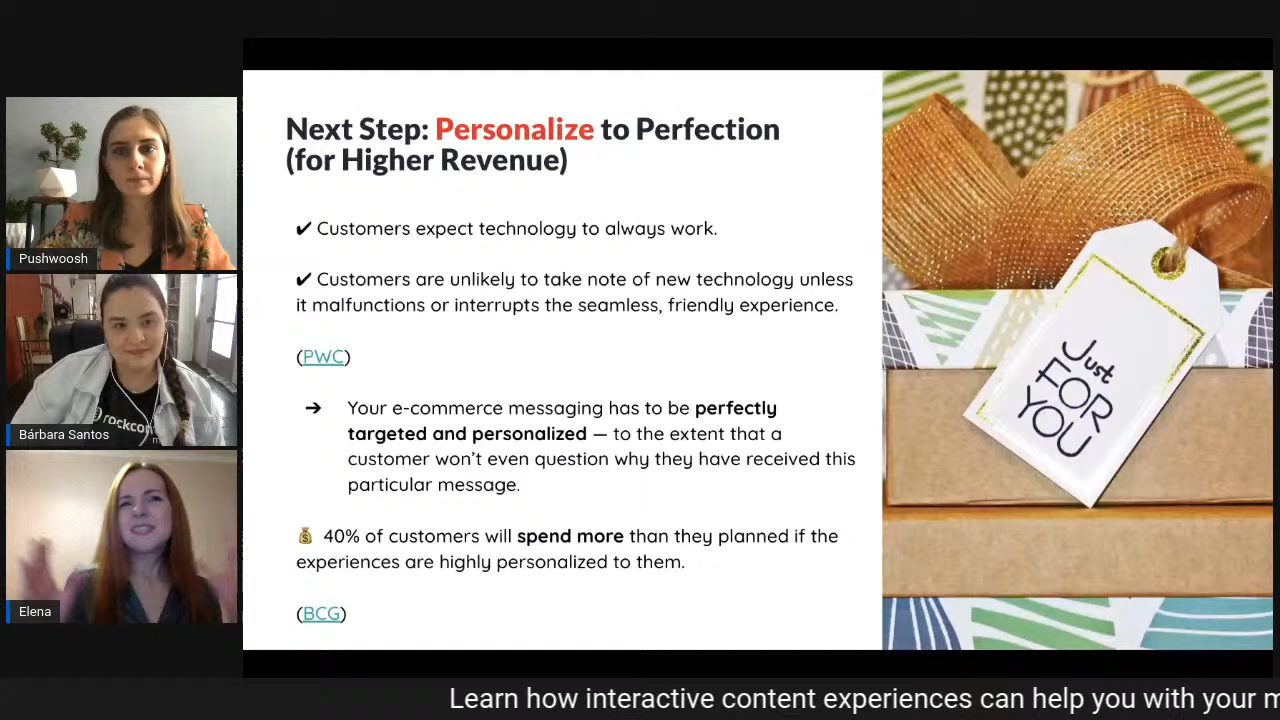 Next Step: Personalize to Perfection
(for Higher Revenue)
✔ Customers expect technology to always work.
✔ Customers are unlikely to take note of new technology unless
it malfunctions or interrupts the seamless, friendly experience.
(PWC)
➔ Your e-commerce messaging has to be perfectly
targeted and personalized — to the extent that a
customer won't even question why they have received this
particular message.
💰 40% of customers will spend more than they planned if the
experiences are highly personalized to them.
(BCG)
Just
FOR
YOU
Pushwoosh
rockcon
Bárbara Santos
Elena
Learn how interactive content experiences can help you with your